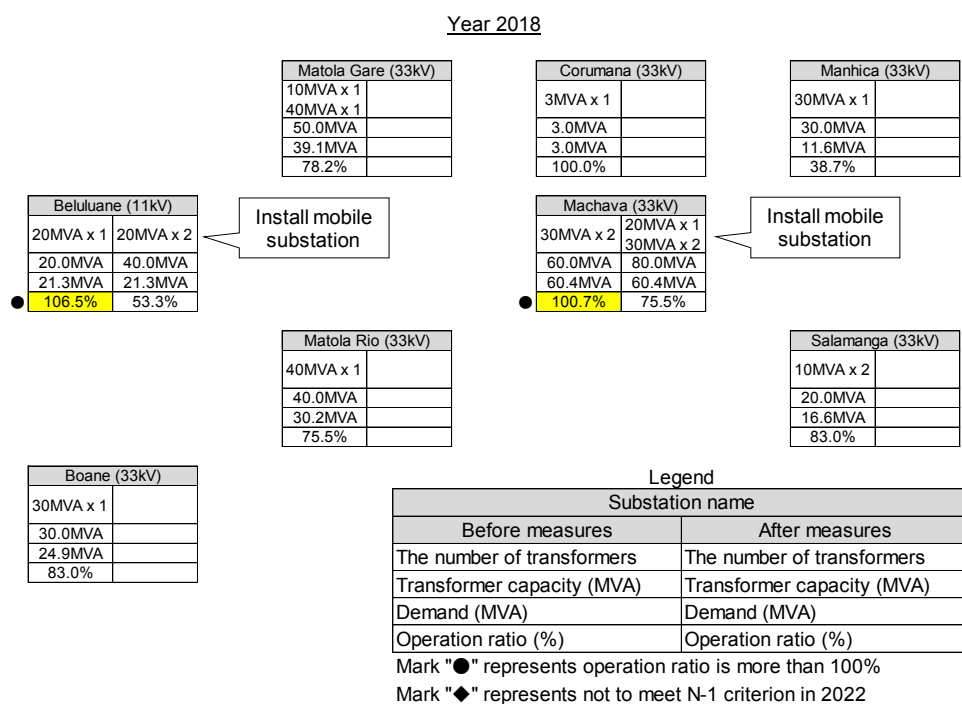 Year 2018
Matola Gare (33kV)
10MVA x 1
40MVA x 1
50.0MVA
39.1MVA
78.2%
Corumana (33kV)
3MVA x 1
3.0MVA
3.0MVA
100.0%
Manhica (33kV)
30MVA x 1
30.0MVA
11.6MVA
38.7%
Beluluane (11kV)
20MVA x 1 20MVA x 2
20.0MVA 40.0MVA
21.3MVA 21.3MVA
● 106.5% 53.3%
Install mobile
substation
Machava (33kV)
30MVA x 2 20MVA x 1
30MVA x 2
60.0MVA 80.0MVA
60.4MVA 60.4MVA
● 100.7% 75.5%
Install mobile
substation
Matola Rio (33kV)
40MVA x 1
40.0MVA
30.2MVA
75.5%
Salamanga (33kV)
10MVA x 2
20.0MVA
16.6MVA
83.0%
Boane (33kV)
30MVA x 1
30.0MVA
24.9MVA
83.0%
Legend
Substation name
Before measures After measures
The number of transformers The number of transformers
Transformer capacity (MVA) Transformer capacity (MVA)
Demand (MVA) Demand (MVA)
Operation ratio (%) Operation ratio (%)
Mark "●" represents operation ratio is more than 100%
Mark "◆" represents not to meet N-1 criterion in 2022